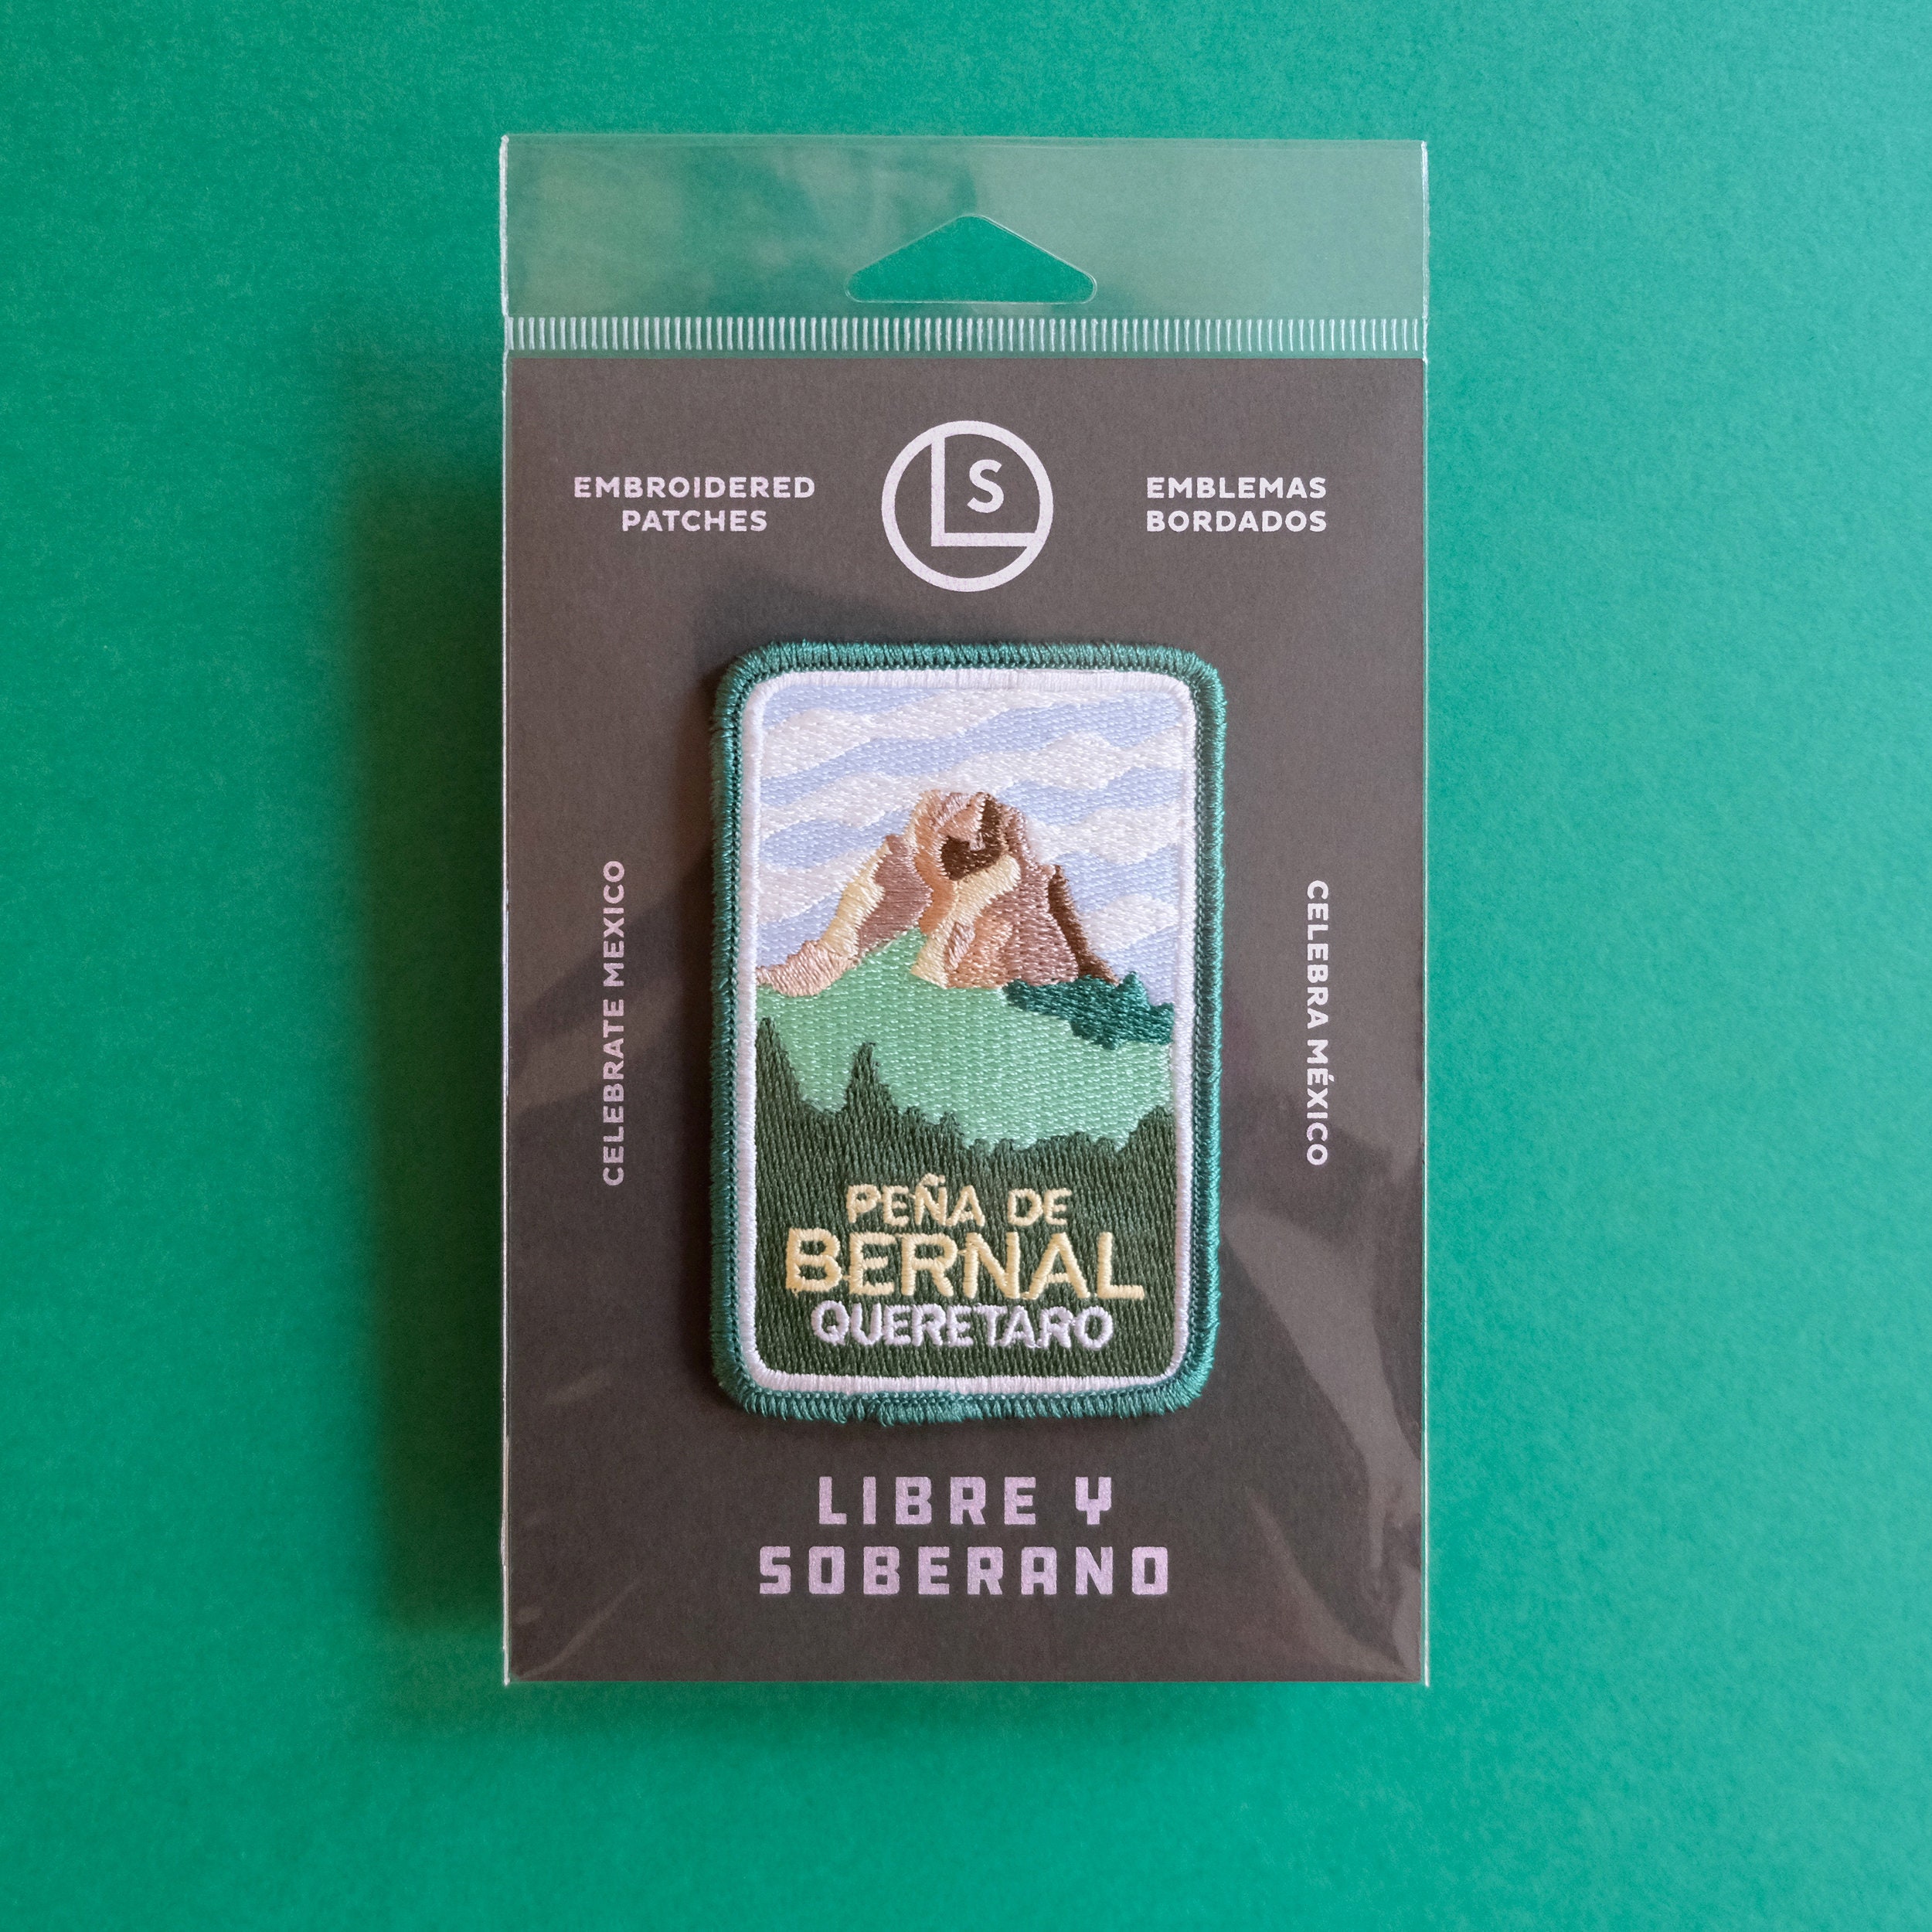 EMBROIDERED
PATCHES
LS
EMBLEMAS
BORDADOS
CELEBRATE MEXICO
CELEBRA MÉXICO
PEÑA DE
BERNAL
QUERETARO
LIBRE Y
SOBERANO